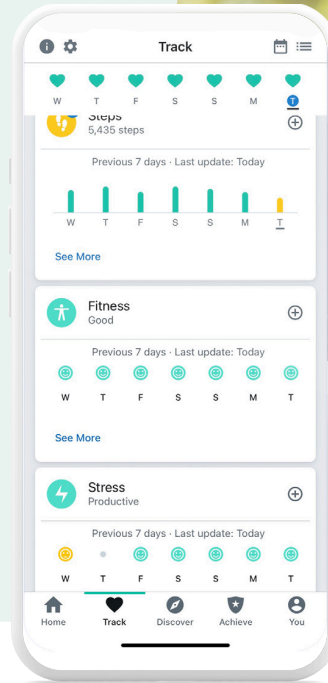 Track
W T F S S M T
Steps
5,435 steps
Previous 7 days · Last update: Today
W T F S S M T
See More
Fitness
Good
Previous 7 days · Last update: Today
W T F S S M T
See More
Stress
Productive
Previous 7 days · Last update: Today
W T F S S M T
Home Track Discover Achieve You